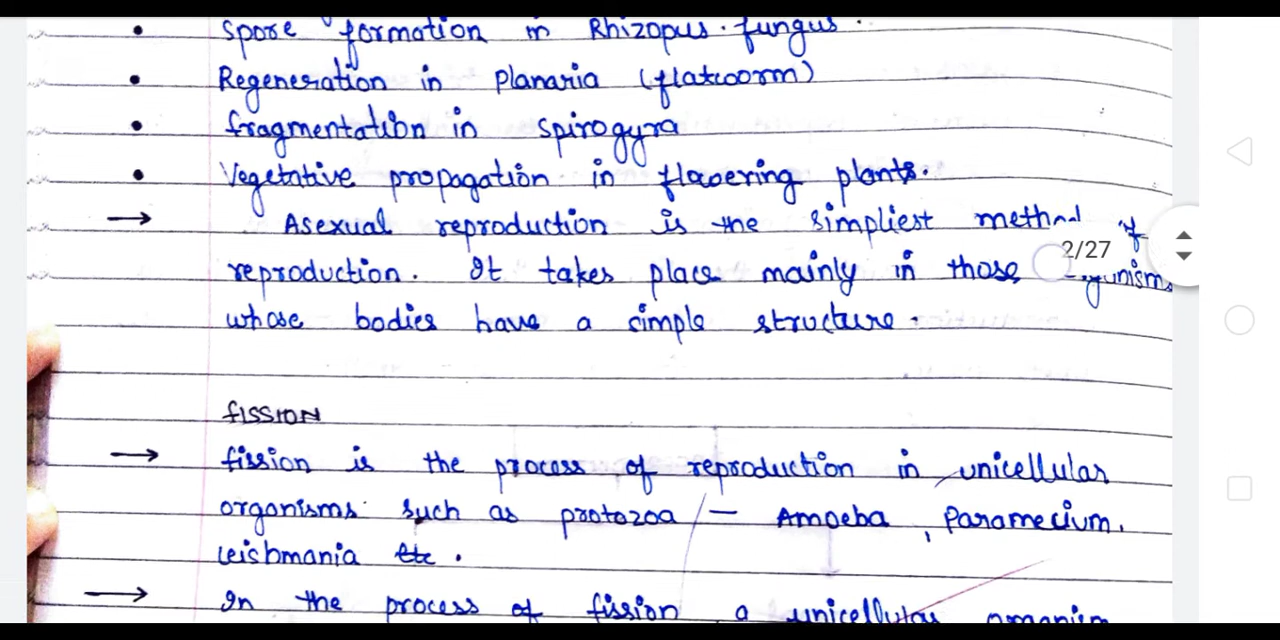 • Spore formation in Rhizopus fungus.
• Regeneration in Planaria (flatworm)
• fragmentation in spirogyra
• Vegetative propagation in flowering plants.
→ Asexual reproduction is the simpliest method of
2/27
reproduction. It takes place mainly in those organisms
whose bodies have a simple structure.
FISSION
→ fission is the process of reproduction in unicellular
organisms such as protozoa - Amoeba, Paramecium,
leishmania etc.
→ In the process of fission a unicellular organism